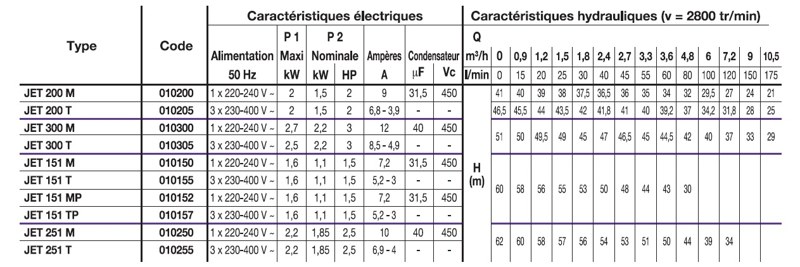 Caractéristiques électriques Caractéristiques hydrauliques (v = 2800 tr/min)
Type Code Alimentation 50 Hz P 1 Maxi kW P 2 Nominale kW HP Ampères A Condensateur µF Vc Q
m³/h 0 0,9 1,2 1,5 1,8 2,4 2,7 3,3 3,6 4,8 6 7,2 9 10,5
l/min 0 15 20 25 30 40 45 55 60 80 100 120 150 175
JET 200 M 010200 1 x 220-240 V ~ 2 1,5 2 9 31,5 450 H (m) 41 40 39 38 37,5 36,5 36 35 34 32 29,5 27 24 21
JET 200 T 010205 3 x 230-400 V ~ 2 1,5 2 6,8 - 3,9 - - 46,5 45,5 44 43,5 42 41,8 41 40 39,2 37 34,2 31,8 28 25
JET 300 M 010300 1 x 220-240 V ~ 2,7 2,2 3 12 40 450 51 50 49,5 49 47 46,5 45 44,5 42 40 37 33 29
JET 300 T 010305 3 x 230-400 V ~ 2,5 2,2 3 8,5 - 4,9 - -
JET 151 M 010150 1 x 220-240 V ~ 1,6 1,1 1,5 7,2 31,5 450 60 58 56 55 53 50 48 44 43 30
JET 151 T 010155 3 x 230-400 V ~ 1,6 1,1 1,5 5,2 - 3 - -
JET 151 MP 010152 1 x 220-240 V ~ 1,6 1,1 1,5 7,2 31,5 450
JET 151 TP 010157 3 x 230-400 V ~ 1,6 1,1 1,5 5,2 - 3 - -
JET 251 M 010250 1 x 220-240 V ~ 2,2 1,85 2,5 10 40 450 62 60 58 57 56 54 53 51 50 44 39 34
JET 251 T 010255 3 x 230-400 V ~ 2,2 1,85 2,5 6,9 - 4 - -